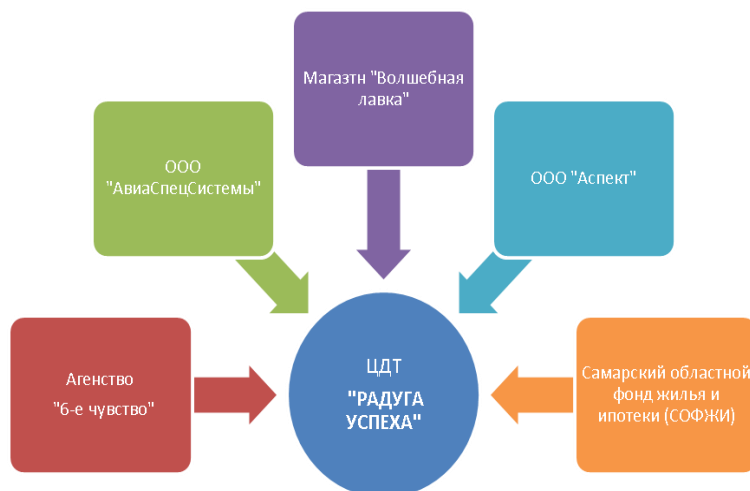 Магазтн "Волшебная
лавка"
ООО
"АвиаСпецСистемы"
ООО "Аспект"
Агенство
"6-е чувство"
ЦДТ
"РАДУГА
УСПЕХА"
Самарский областной
фонд жилья и
ипотеки (СОФЖИ)